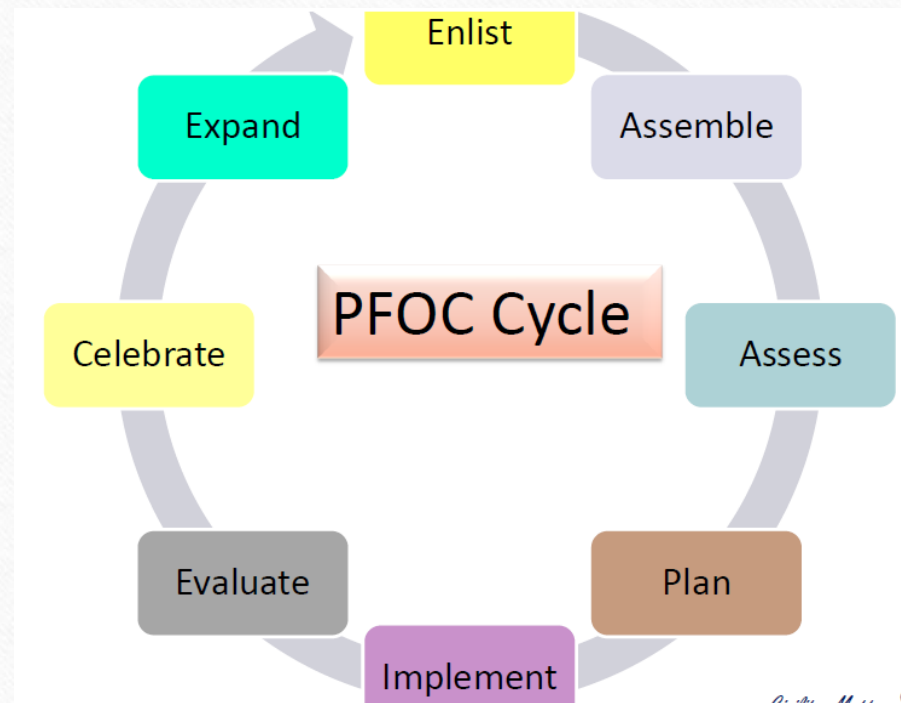 Enlist
Assemble
Assess
Plan
Implement
Evaluate
Celebrate
Expand
PFOC Cycle